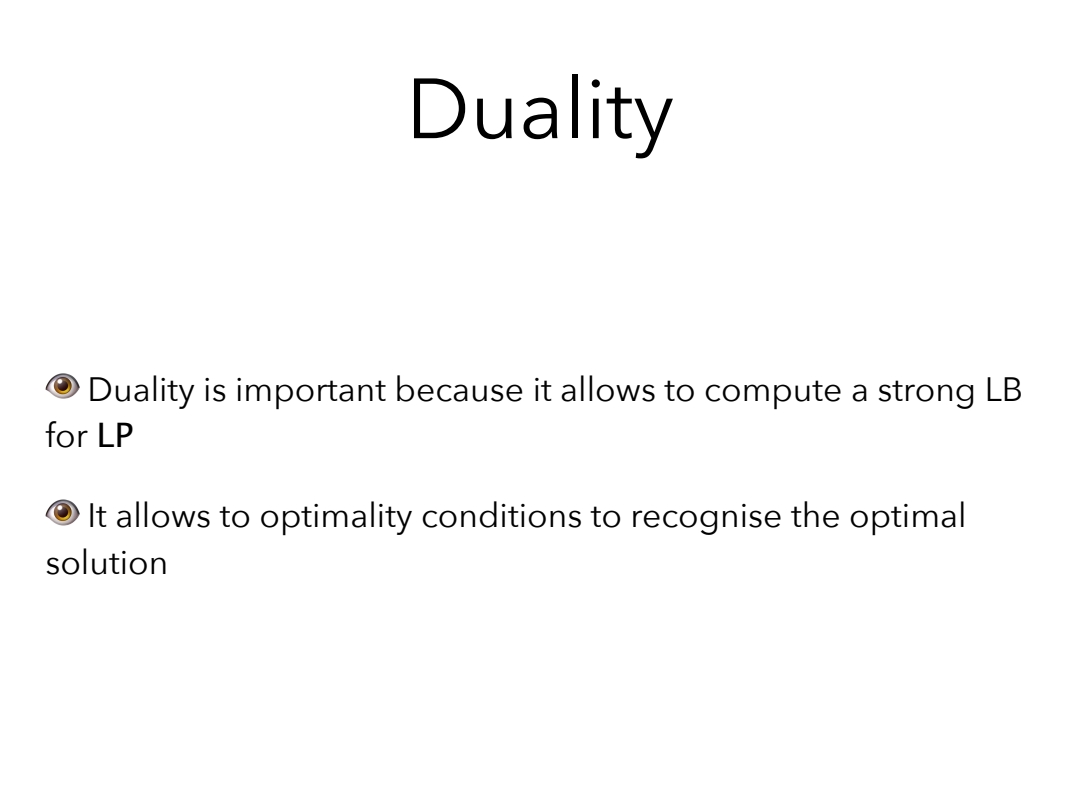 Duality
👁 Duality is important because it allows to compute a strong LB
for LP
👁 It allows to optimality conditions to recognise the optimal
solution